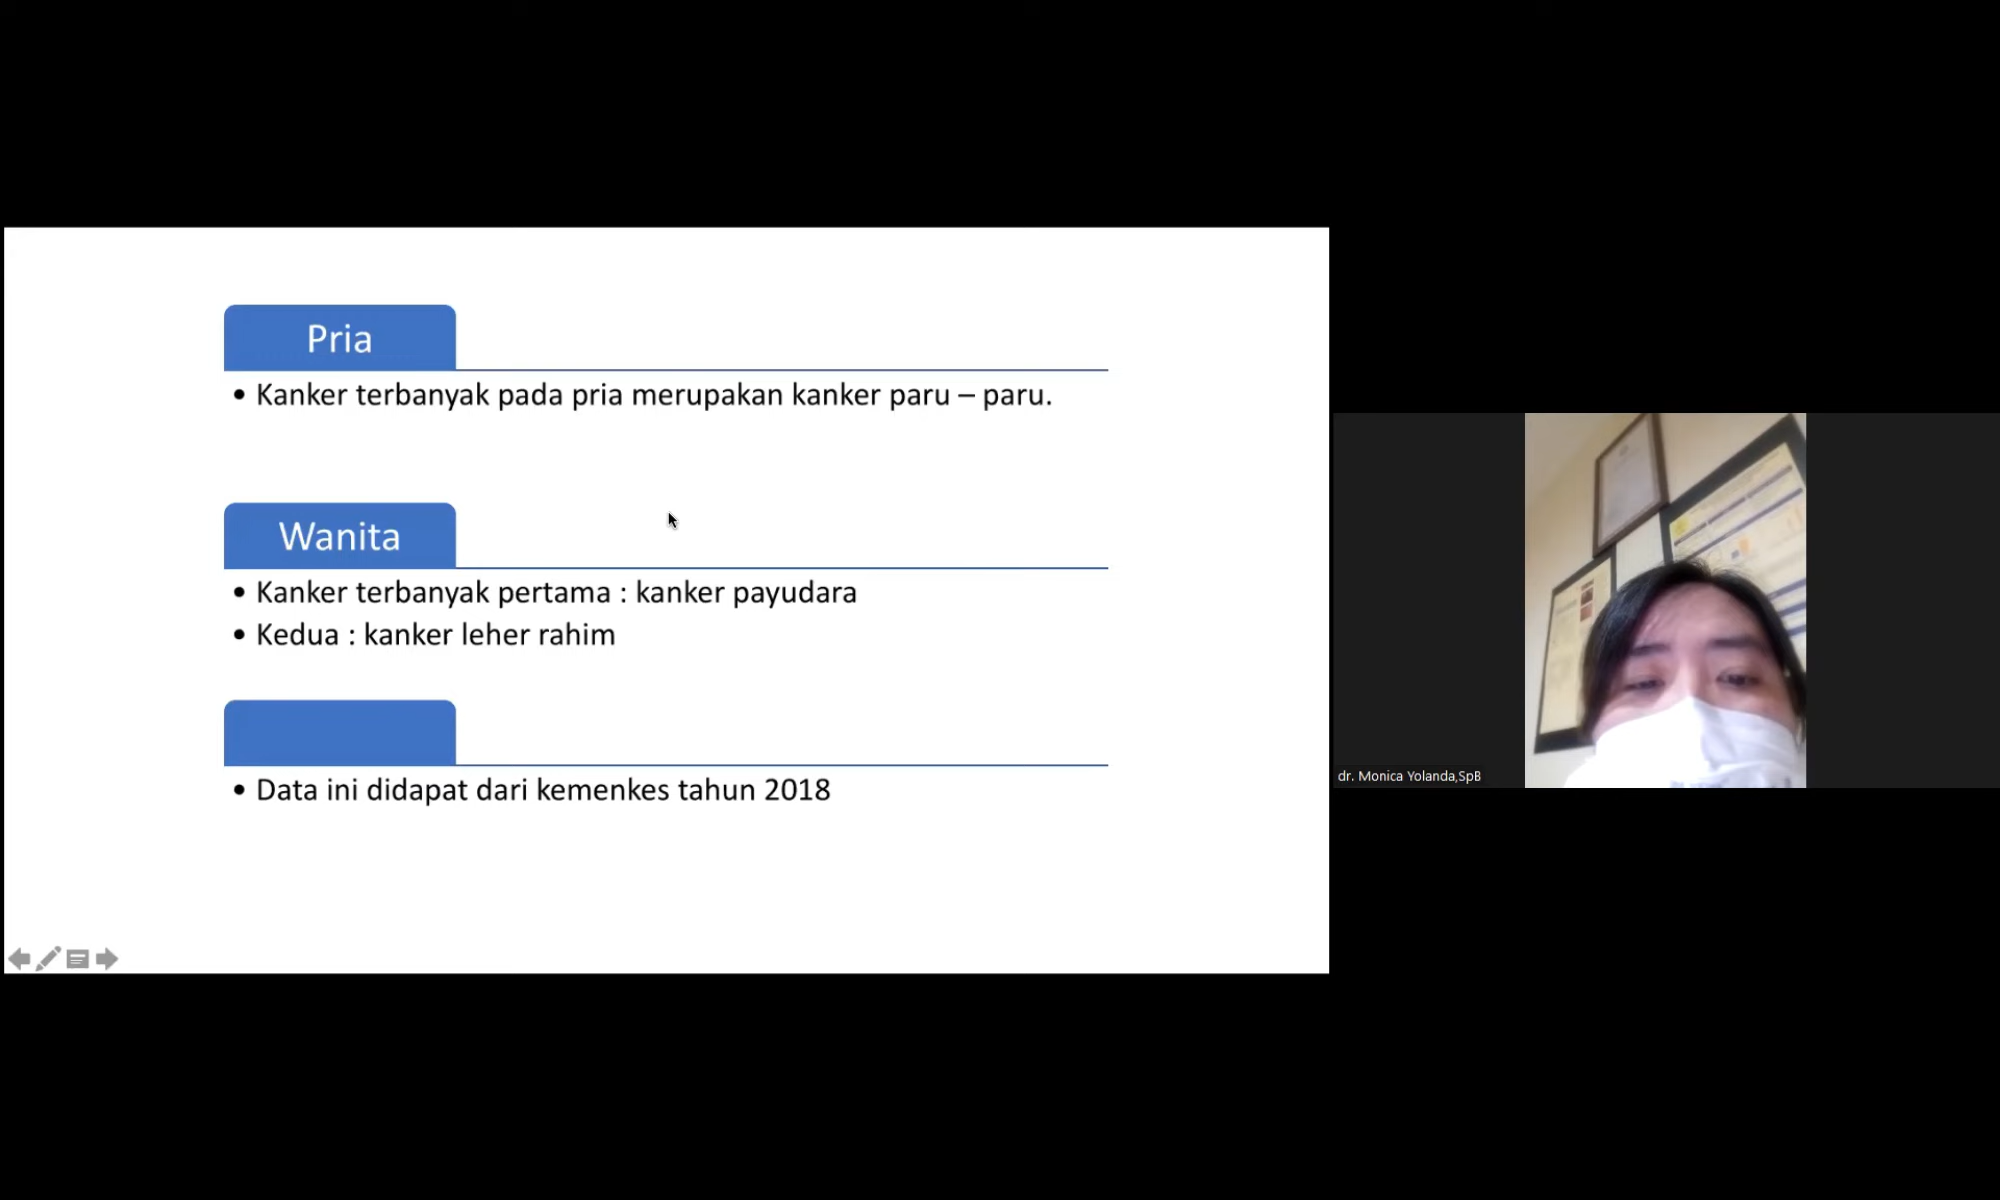 Pria
• Kanker terbanyak pada pria merupakan kanker paru – paru.
Wanita
• Kanker terbanyak pertama : kanker payudara
• Kedua : kanker leher rahim
• Data ini didapat dari kemenkes tahun 2018
dr. Monica Yolanda,SpB